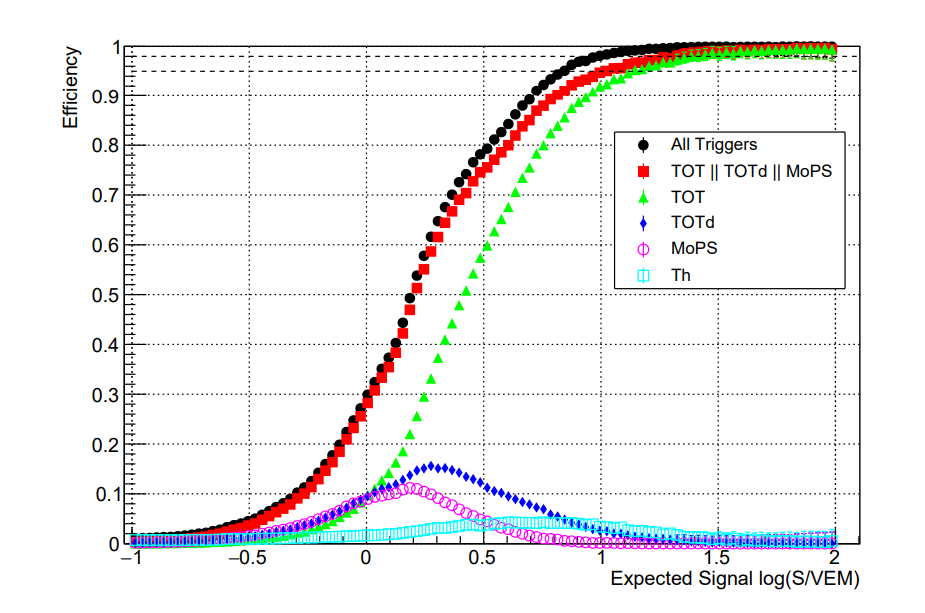 Efficiency
1
0.9
0.8
0.7
0.6
0.5
0.4
0.3
0.2
0.1
0
All Triggers
TOT || TOTd || MoPS
TOT
TOTd
MoPS
Th
−1 −0.5 0 0.5 1 1.5 2
Expected Signal log(S/VEM)